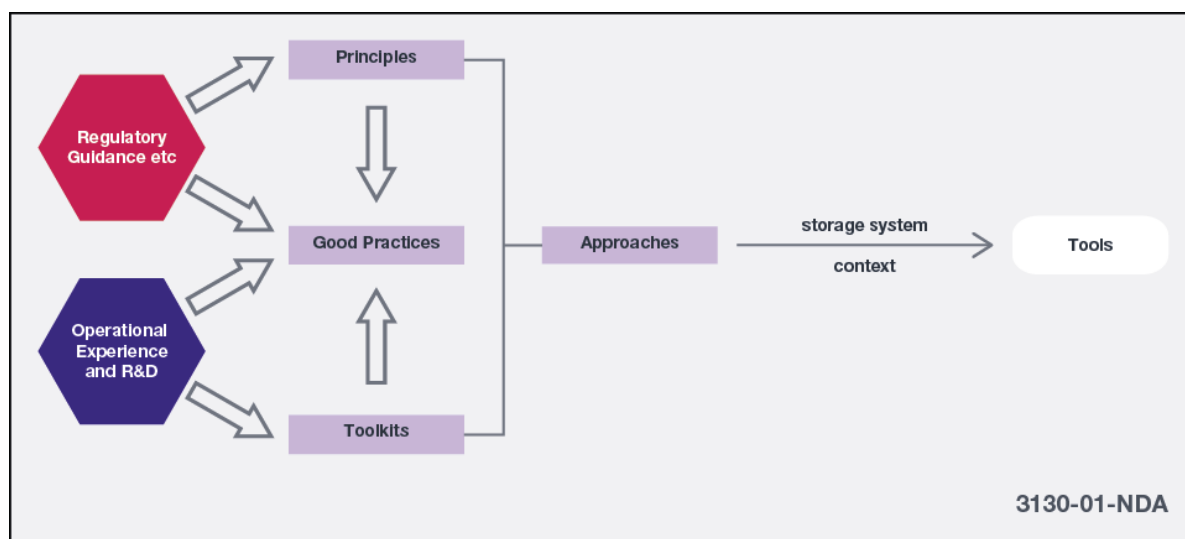 Principles
Regulatory
Guidance etc
Good Practices
Approaches
storage system
context
Tools
Operational
Experience
and R&D
Toolkits
3130-01-NDA